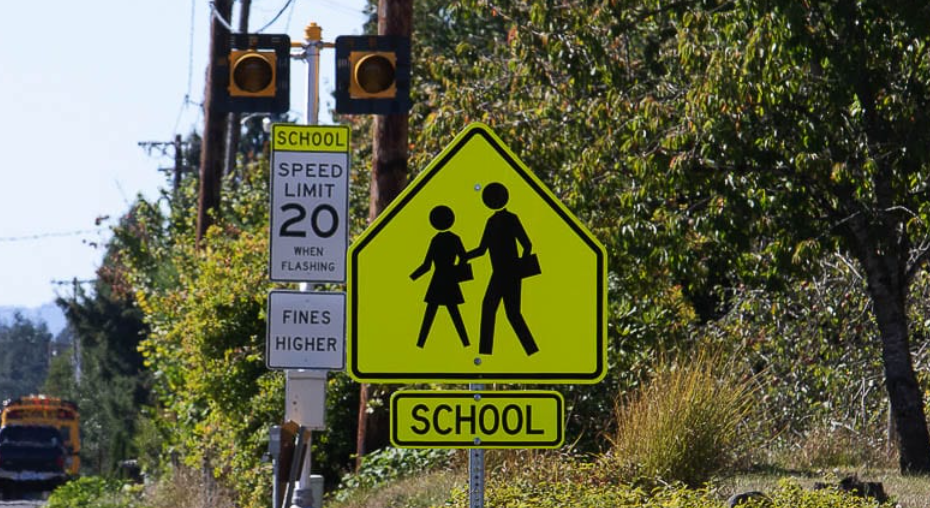 SCHOOL
SPEED
LIMIT
20
WHEN
FLASHING
FINES
HIGHER
SCHOOL